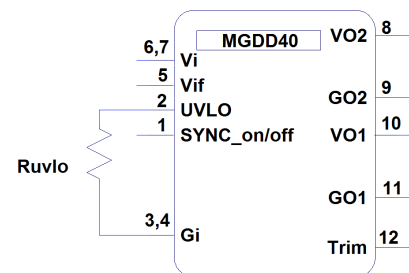 MGDD40
6,7 Vi
5 Vif
2 UVLO
1 SYNC_on/off
Ruvlo
3,4 Gi
VO2 8
GO2 9
VO1 10
GO1 11
Trim 12